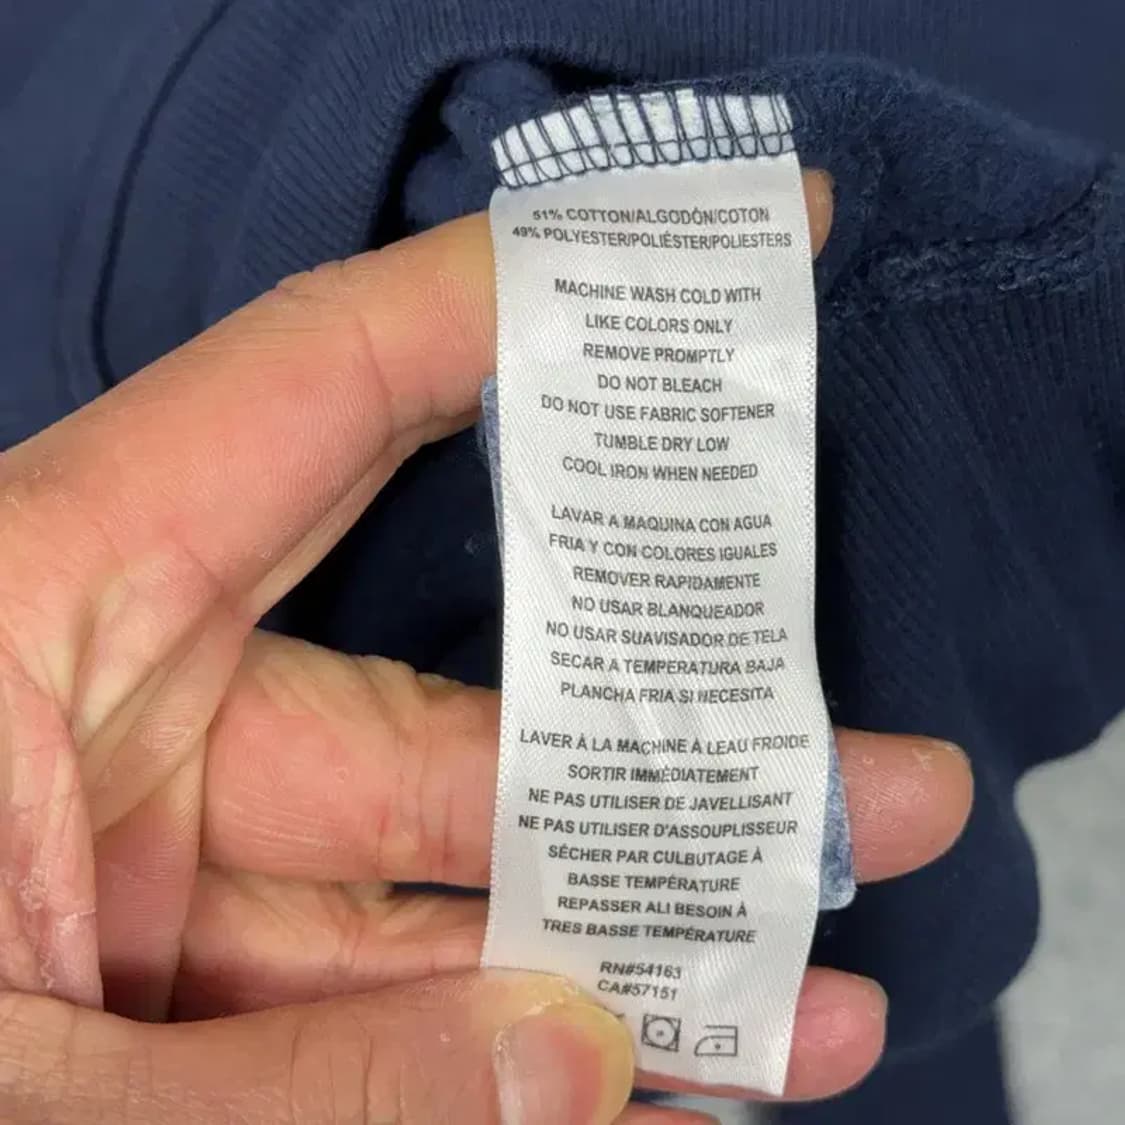 51% COTTON/ALGODÓN/COTON
49% POLYESTER/POLIÉSTER/POLIESTERS
MACHINE WASH COLD WITH
LIKE COLORS ONLY
REMOVE PROMPTLY
DO NOT BLEACH
DO NOT USE FABRIC SOFTENER
TUMBLE DRY LOW
COOL IRON WHEN NEEDED
LAVAR A MAQUINA CON AGUA
FRIA Y CON COLORES IGUALES
REMOVER RAPIDAMENTE
NO USAR BLANQUEADOR
NO USAR SUAVISADOR DE TELA
SECAR A TEMPERATURA BAJA
PLANCHA FRIA SI NECESITA
LAVER À LA MACHINE À LEAU FROIDE
SORTIR IMMÉDIATEMENT
NE PAS UTILISER DE JAVELLISANT
NE PAS UTILISER D'ASSOUPLISSEUR
SÉCHER PAR CULBUTAGE À
BASSE TEMPÉRATURE
REPASSER ALI BESOIN À
TRES BASSE TEMPÉRATURE
RN#54163
CA#57151